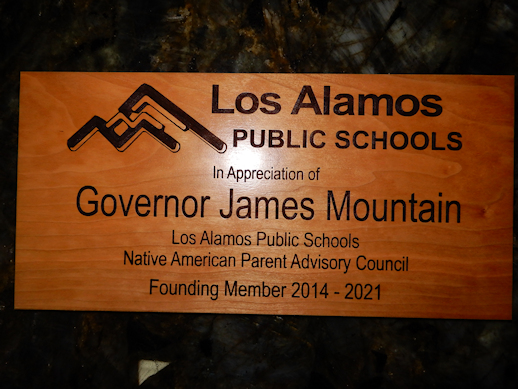 Los Alamos
PUBLIC SCHOOLS
In Appreciation of
Governor James Mountain
Los Alamos Public Schools
Native American Parent Advisory Council
Founding Member 2014 - 2021